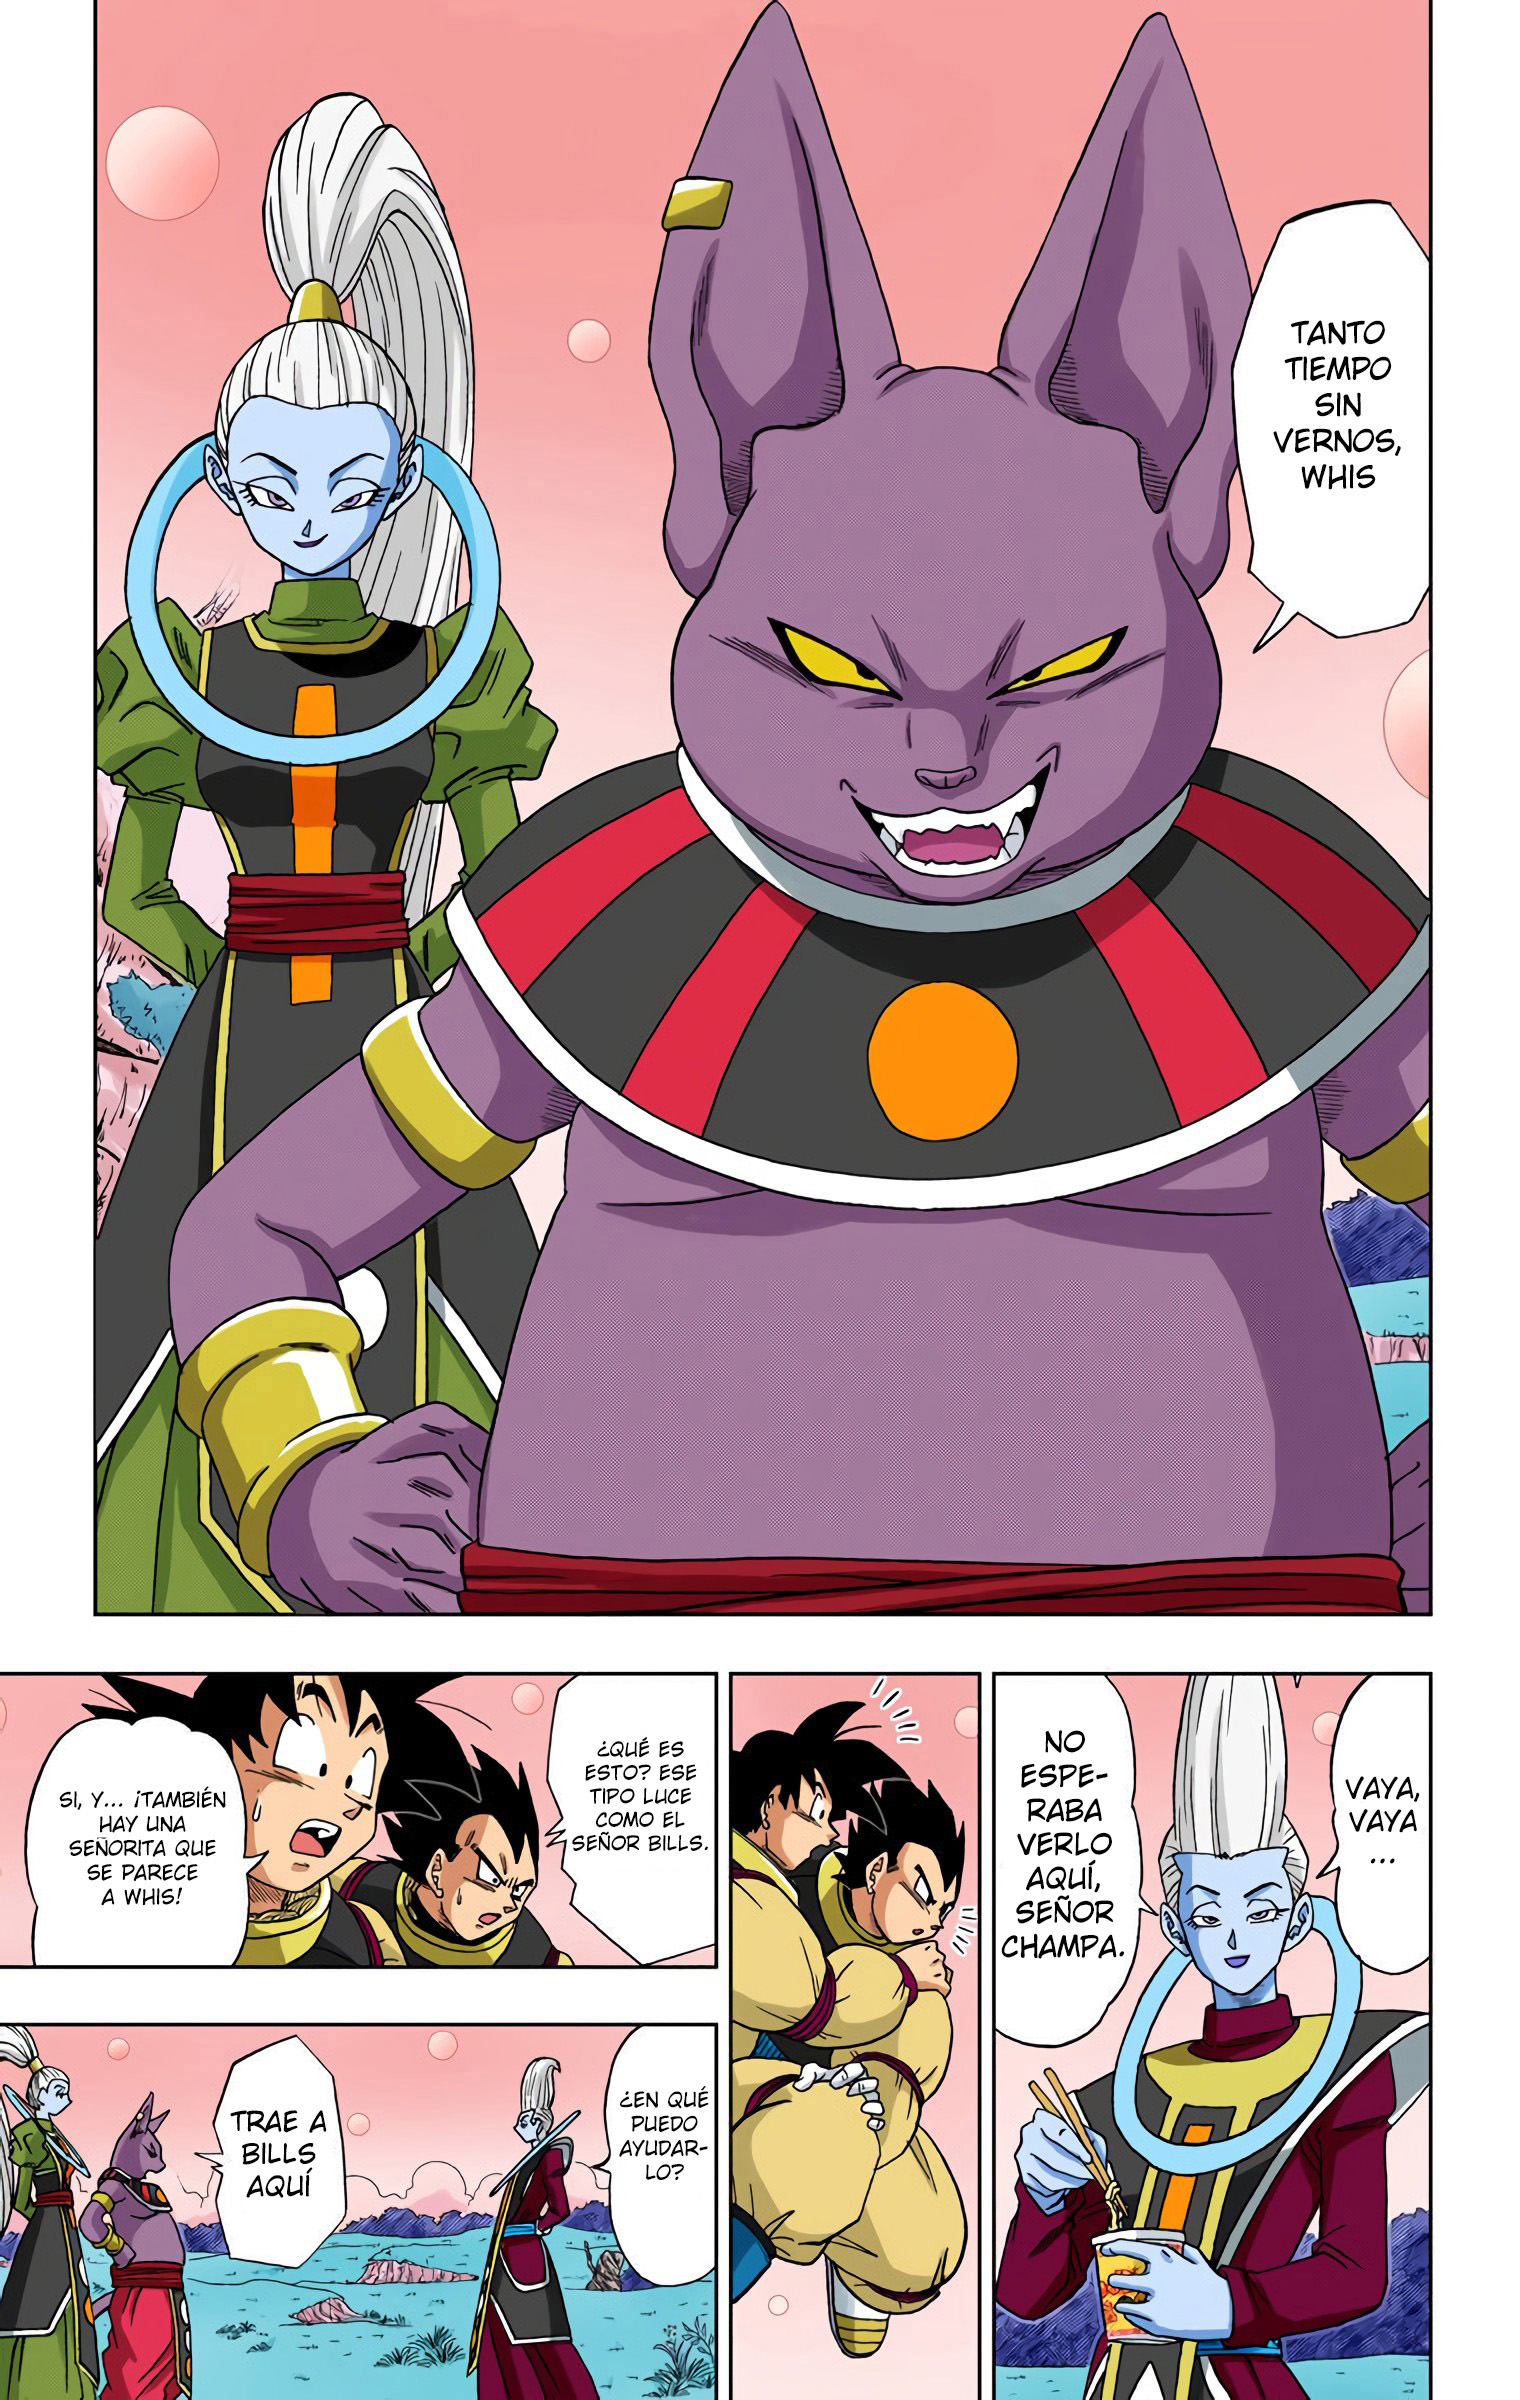 TANTO
TIEMPO
SIN
VERNOS,
WHIS
VAYA,
VAYA
...
NO
ESPE-
RABA
VERLO
AQUÍ,
SEÑOR
CHAMPA.
¿QUÉ ES
ESTO? ESE
TIPO LUCE
COMO EL
SEÑOR BILLS.
SI, Y... ¡TAMBIÉN
HAY UNA
SEÑORITA QUE
SE PARECE
A WHIS!
¿EN QUÉ
PUEDO
AYUDAR-
LO?
TRAE A
BILLS
AQUÍ